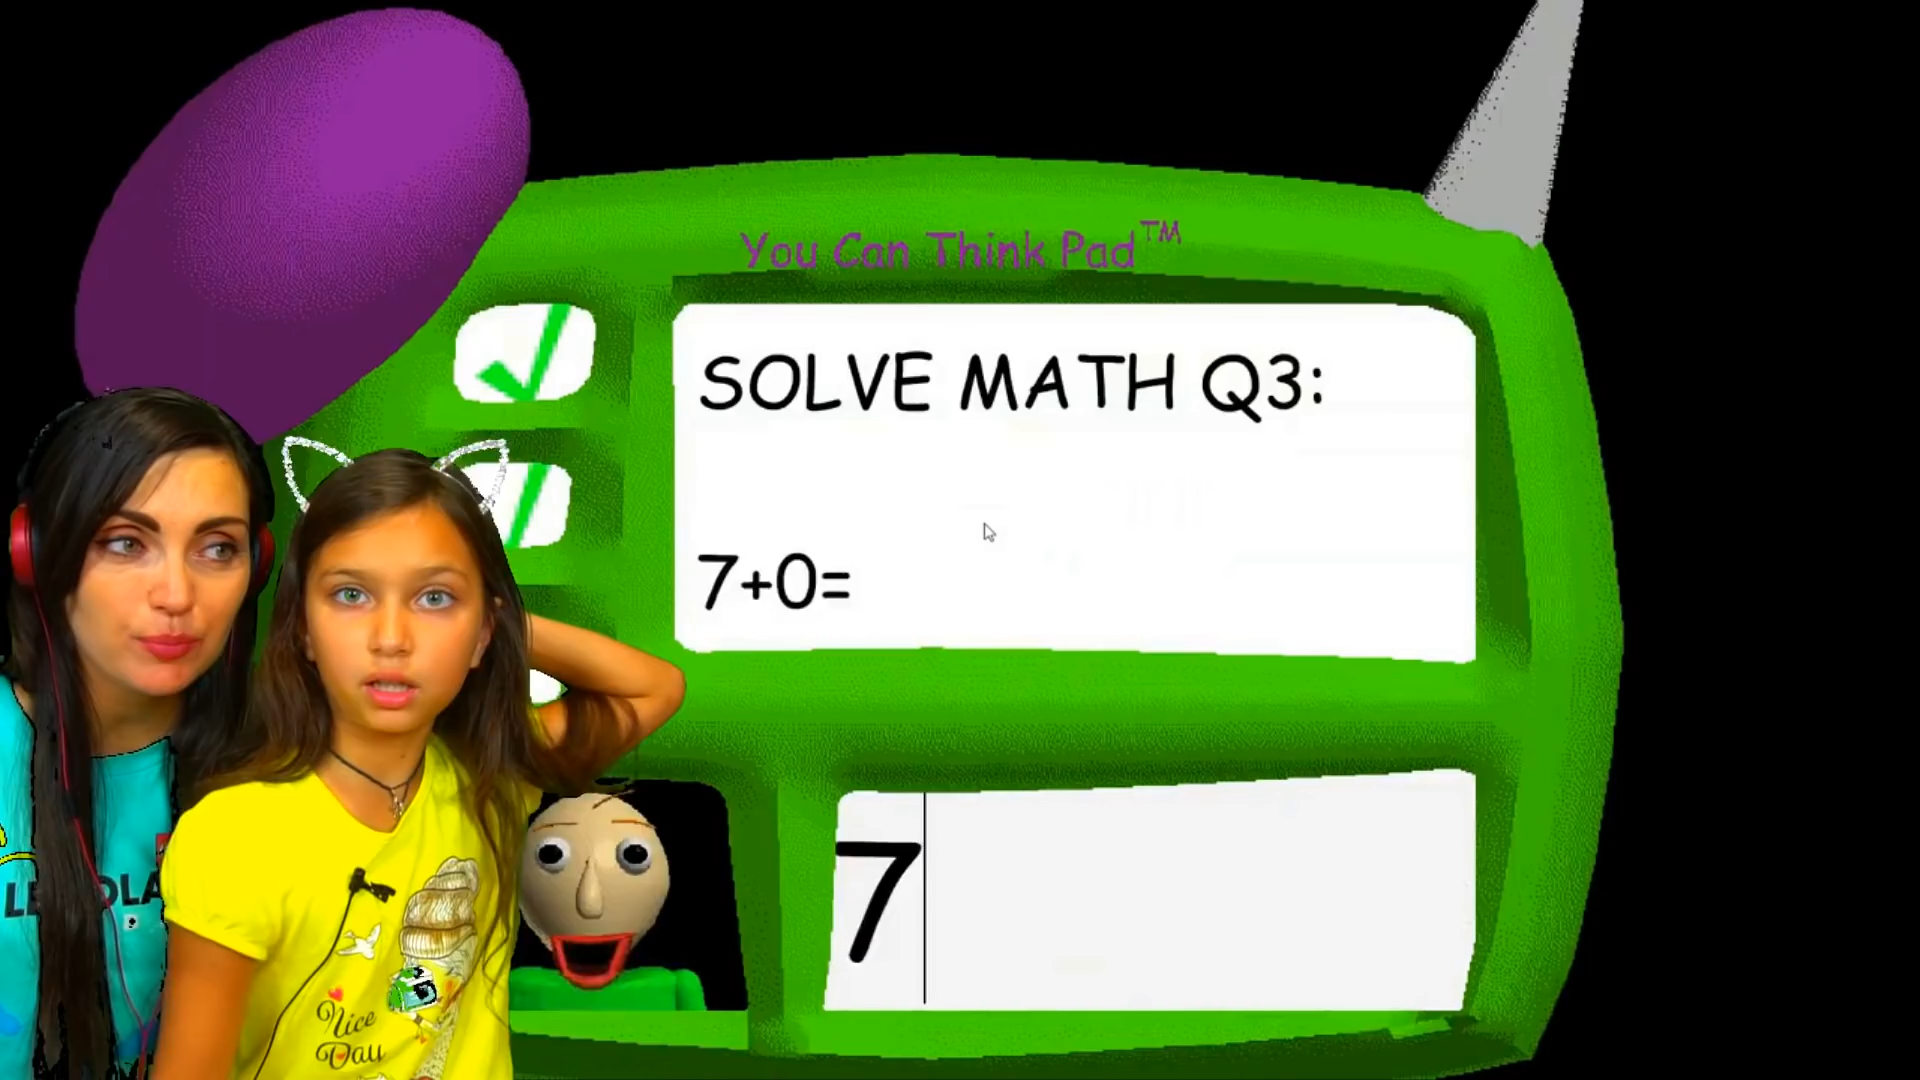 You Can Think Pad™
SOLVE MATH Q3:
7+0=
7
Nice
Day